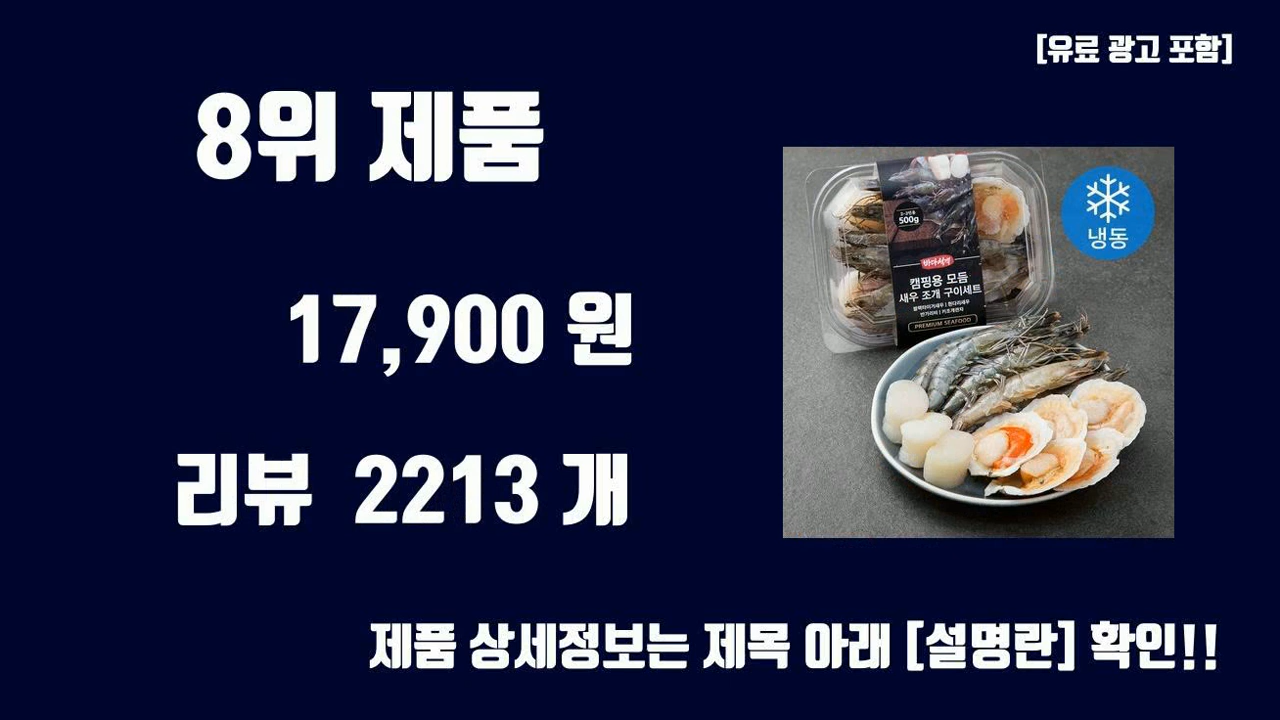 [유료 광고 포함]
8위 제품
17,900 원
리뷰 2213 개
500g
냉동
캠핑용 모듬
새우 조개 구이세트
PREMIUM SEAFOOD
제품 상세정보는 제목 아래 [설명란] 확인!!